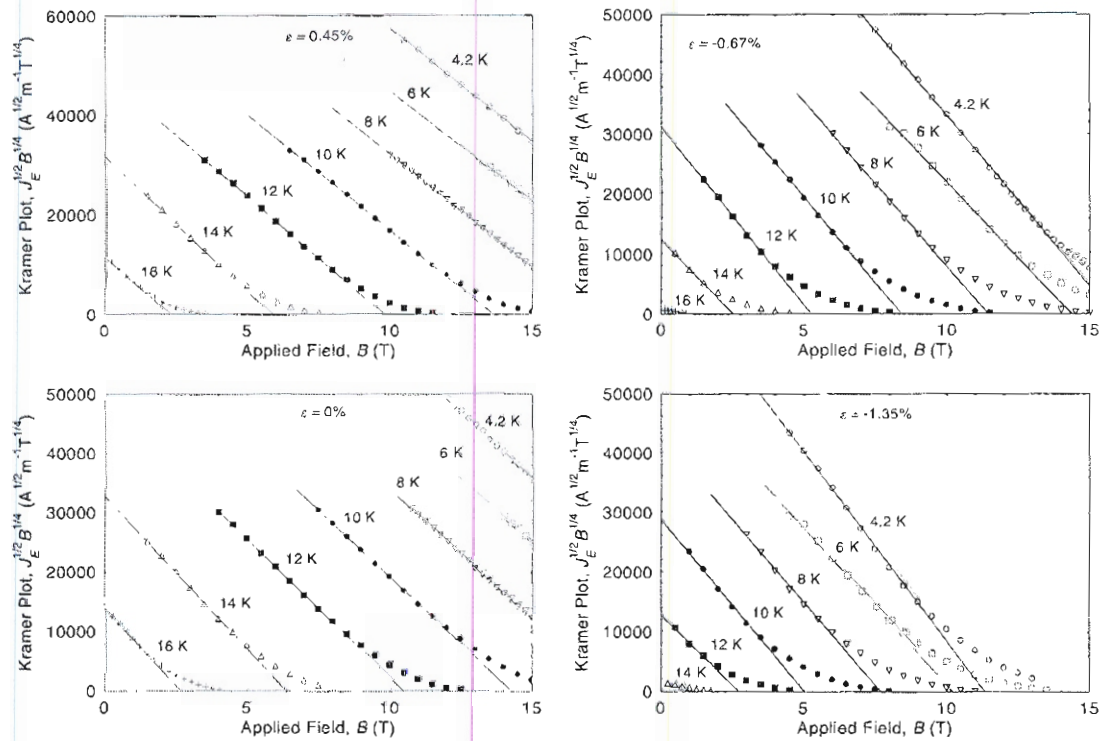 60000
40000
20000
0
Kramer Plot, J_E^{1/2}B^{1/4} (A^{1/2}m^{-1}T^{1/4})
ε = 0.45%
4.2 K
6 K
8 K
10 K
12 K
14 K
16 K
0 5 10 15
Applied Field, B (T)
50000
40000
30000
20000
10000
0
Kramer Plot, J_E^{1/2}B^{1/4} (A^{1/2}m^{-1}T^{1/4})
ε = -0.67%
4.2 K
6 K
8 K
10 K
12 K
14 K
16 K
0 5 10 15
Applied Field, B (T)
50000
40000
30000
20000
10000
0
Kramer Plot, J_E^{1/2}B^{1/4} (A^{1/2}m^{-1}T^{1/4})
ε = 0%
4.2 K
6 K
8 K
10 K
12 K
14 K
16 K
0 5 10 15
Applied Field, B (T)
50000
40000
30000
20000
10000
0
Kramer Plot, J_E^{1/2}B^{1/4} (A^{1/2}m^{-1}T^{1/4})
ε = -1.35%
4.2 K
6 K
8 K
10 K
12 K
14 K
0 5 10 15
Applied Field, B (T)